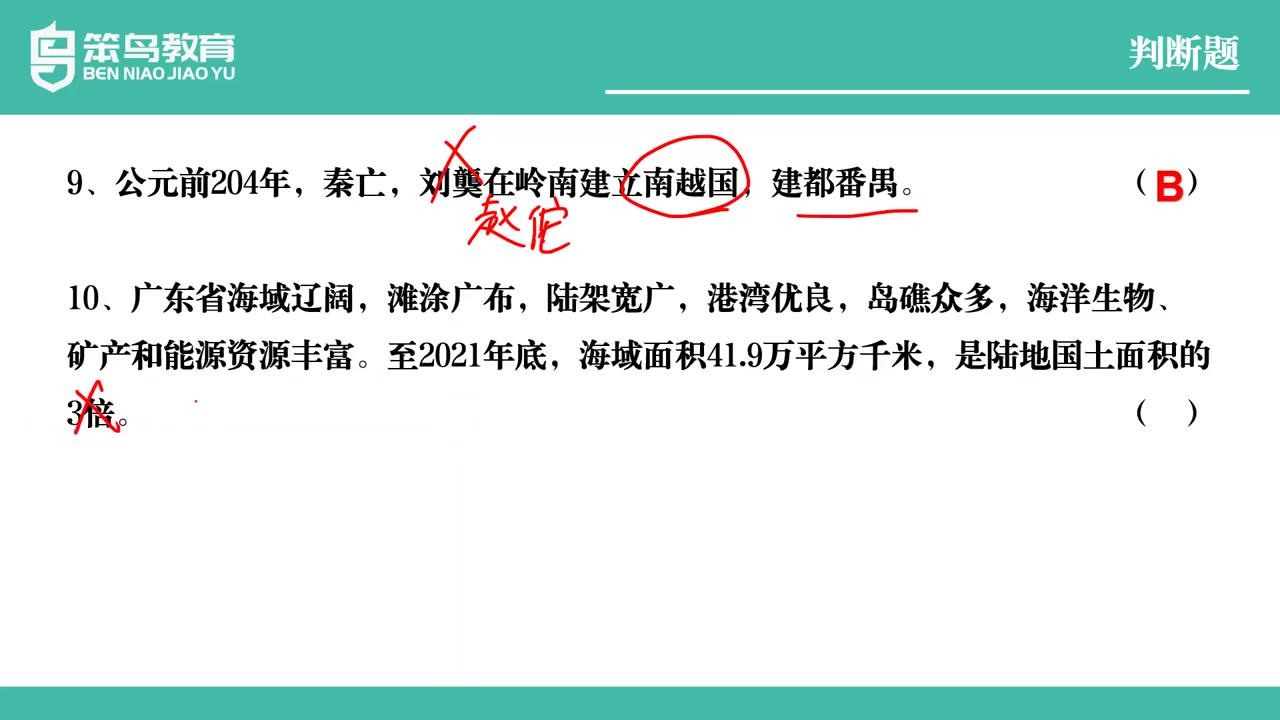 笨鸟教育
BEN NIAO JIAO YU
判断题
9、公元前204年，秦亡，刘龑在岭南建立南越国，建都番禺。 （B）
赵佗
10、广东省海域辽阔，滩涂广布，陆架宽广，港湾优良，岛礁众多，海洋生物、
矿产和能源资源丰富。至2021年底，海域面积41.9万平方千米，是陆地国土面积的
3倍。 （ ）